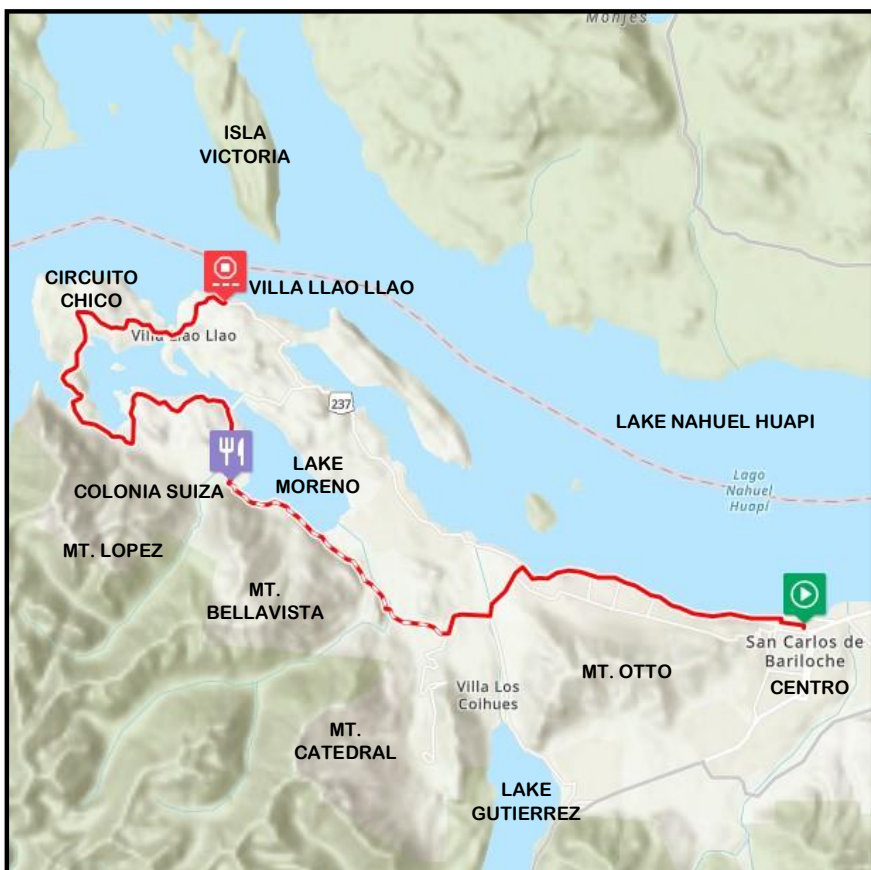 Monjes
ISLA
VICTORIA
CIRCUITO
CHICO
VILLA LLAO LLAO
Villa Llao Llao
237
LAKE NAHUEL HUAPI
LAKE
MORENO
Lago
Nahuel
Huapí
COLONIA SUIZA
MT. LOPEZ
MT.
BELLAVISTA
San Carlos de
Bariloche
MT. OTTO
CENTRO
Villa Los
Coihues
MT.
CATEDRAL
LAKE
GUTIERREZ